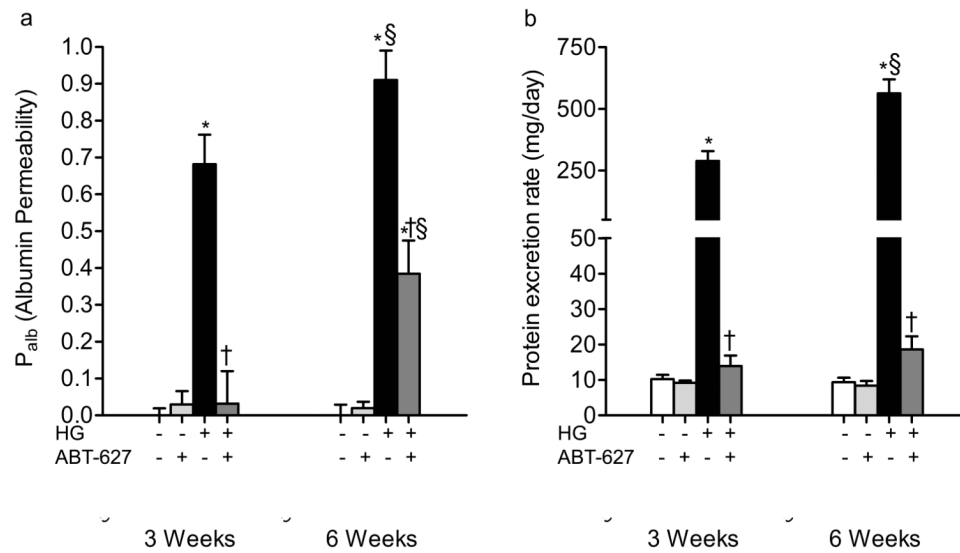 a
P_alb (Albumin Permeability)
1.0
0.9
0.8
0.7
0.6
0.5
0.4
0.3
0.2
0.1
0.0
*
†
*§
*†§
HG - - + + - - + +
ABT-627 - + - + - + - +
3 Weeks 6 Weeks
b
Protein excretion rate (mg/day)
750
500
250
50
40
30
20
10
0
*
†
*§
†
HG - - + + - - + +
ABT-627 - + - + - + - +
3 Weeks 6 Weeks